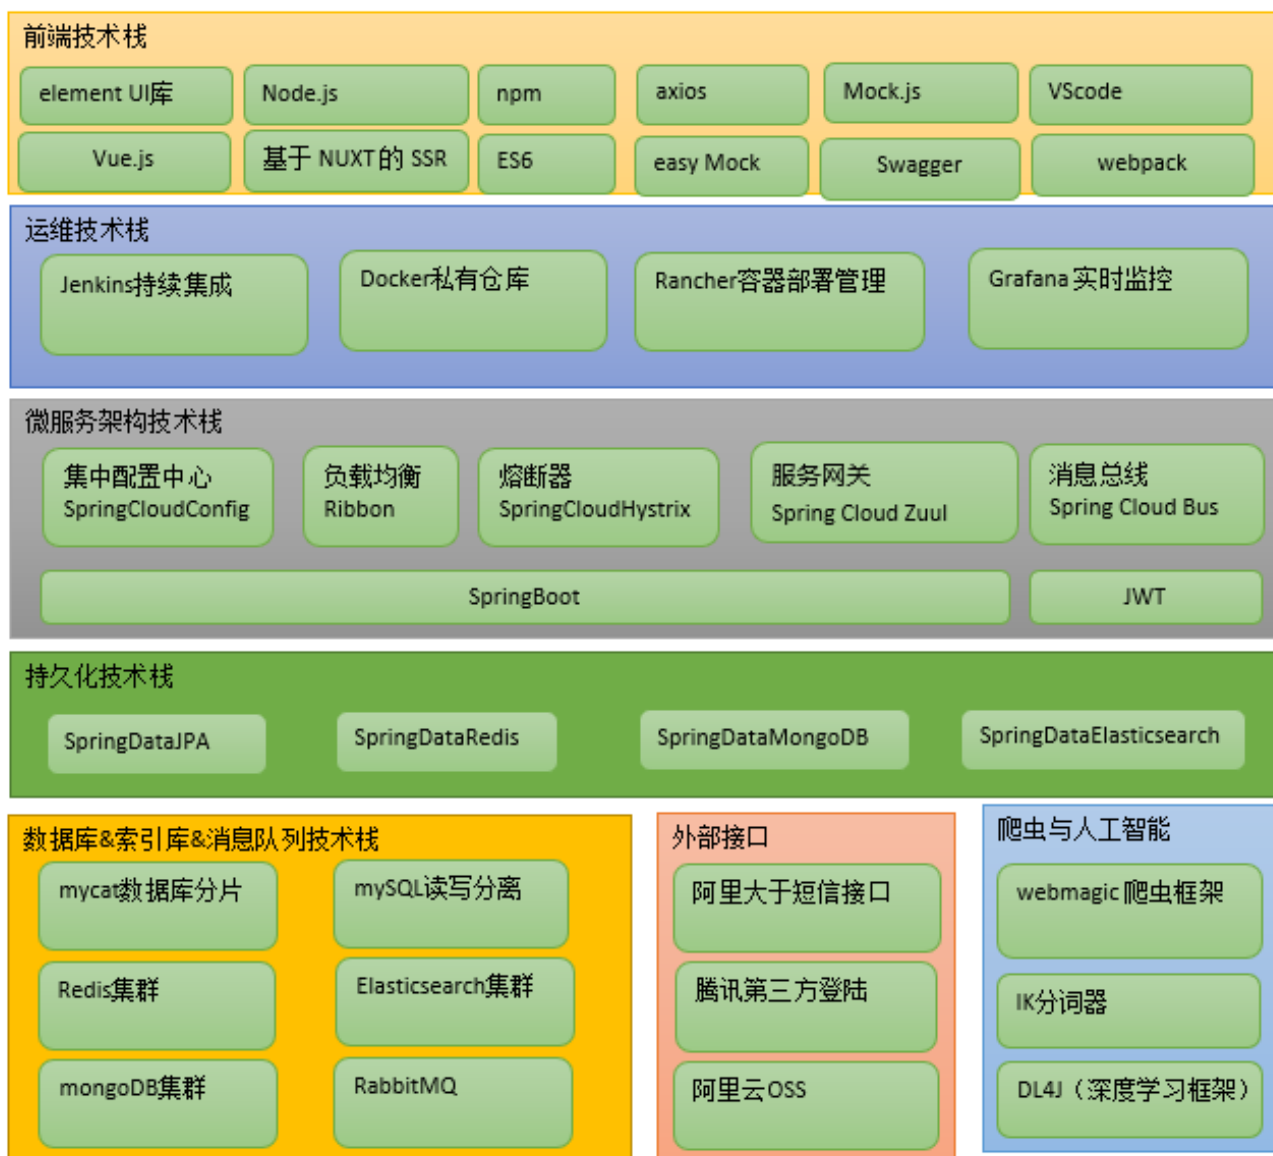 前端技术栈
element UI库
Node.js
npm
axios
Mock.js
VScode
Vue.js
基于 NUXT的 SSR
ES6
easy Mock
Swagger
webpack
运维技术栈
Jenkins持续集成
Docker私有仓库
Rancher容器部署管理
Grafana 实时监控
微服务架构技术栈
集中配置中心
SpringCloudConfig
负载均衡
Ribbon
熔断器
SpringCloudHystrix
服务网关
Spring Cloud Zuul
消息总线
Spring Cloud Bus
SpringBoot
JWT
持久化技术栈
SpringDataJPA
SpringDataRedis
SpringDataMongoDB
SpringDataElasticsearch
数据库&索引库&消息队列技术栈
mycat数据库分片
mySQL读写分离
Redis集群
Elasticsearch集群
mongoDB集群
RabbitMQ
外部接口
阿里大于短信接口
腾讯第三方登陆
阿里云OSS
爬虫与人工智能
webmagic 爬虫框架
IK分词器
DL4J（深度学习框架）